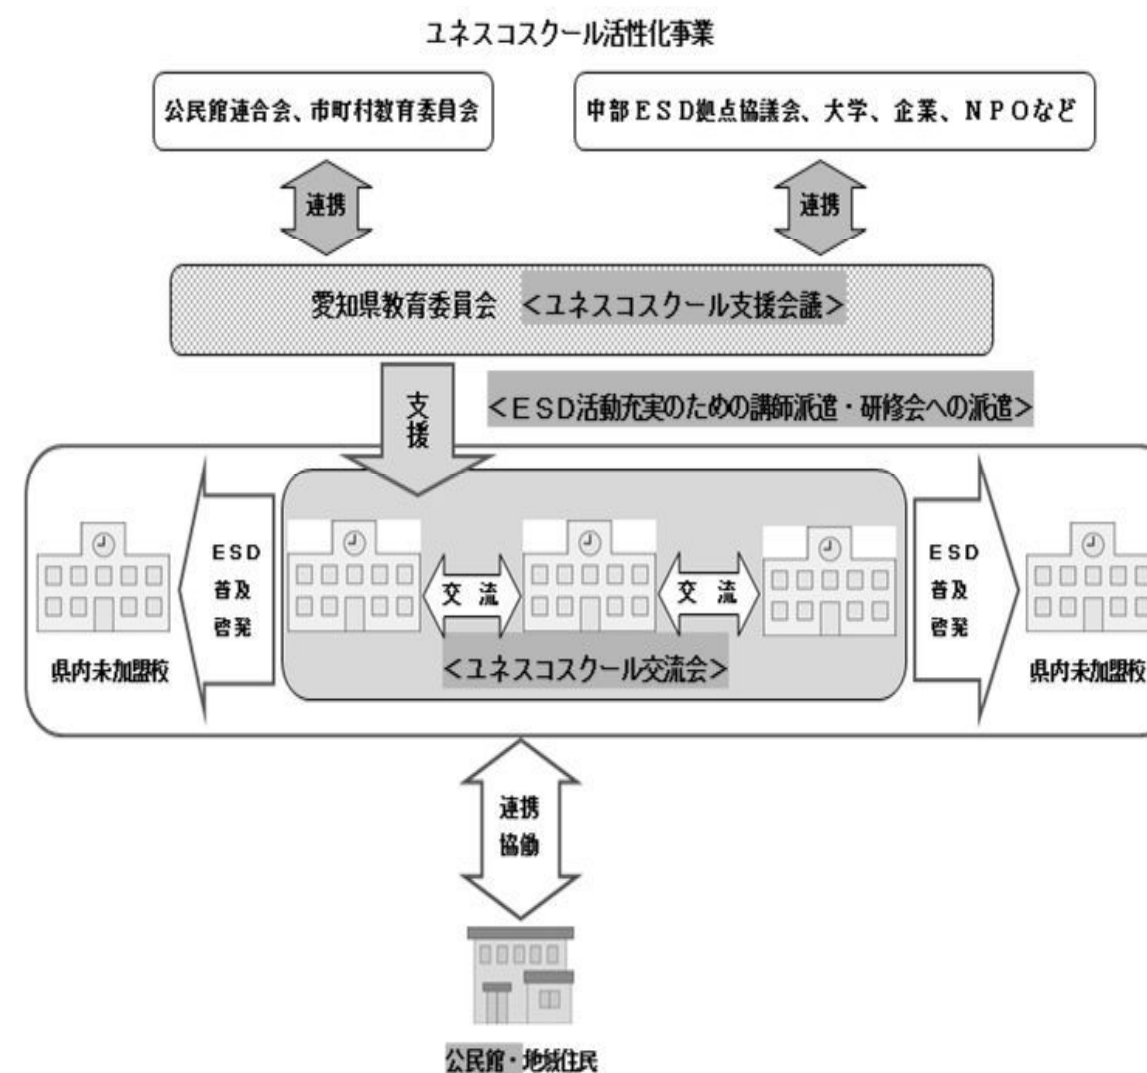 ユネスコスクール活性化事業
公民館連合会、市町村教育委員会
中部ESD拠点協議会、大学、企業、NPOなど
連携
連携
愛知県教育委員会 <ユネスコスクール支援会議>
支
援
<ESD活動充実のための講師派遣・研修会への派遣>
ESD
普及
啓発
県内未加盟校
交 流
交 流
<ユネスコスクール交流会>
ESD
普及
啓発
県内未加盟校
連携
協働
公民館・地域住民